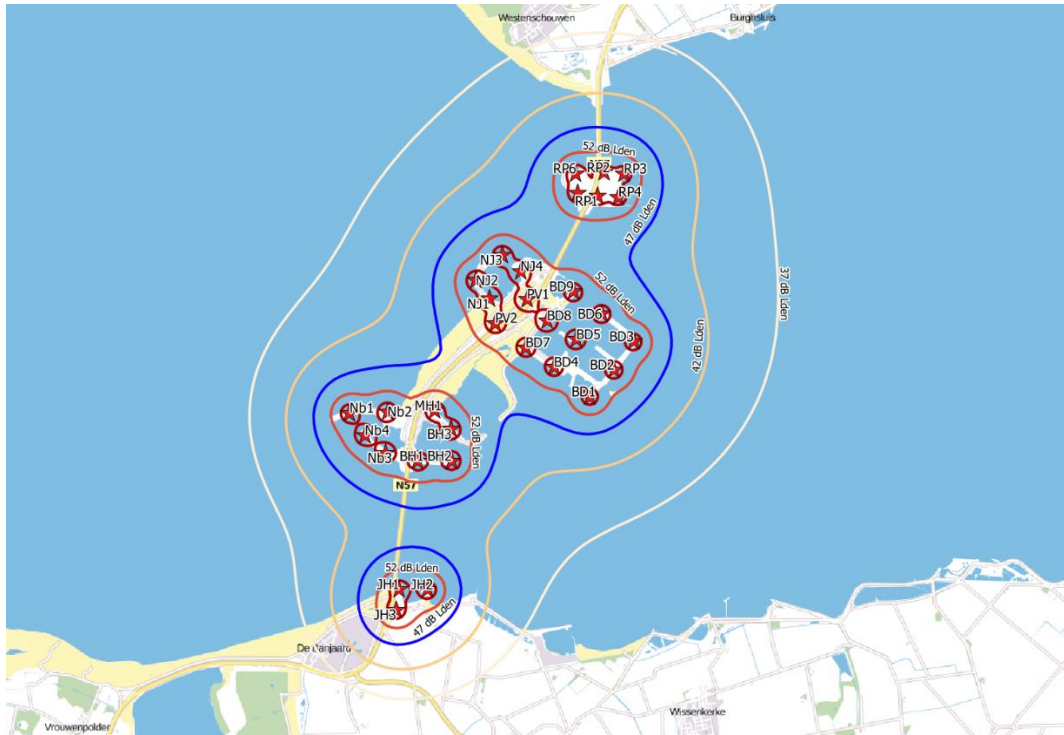 Westenschouwen
Burghsluis
52 dB Lden
RP6
RP2
RP3
RP1
RP4
47 dB Lden
37 dB Lden
42 dB Lden
NJ3
NJ4
NJ2
NJ1
PV1
PV2
BD9
52 dB Lden
BD8
BD6
BD5
BD3
BD7
BD4
BD2
BD1
Nb1
Nb2
MH1
Nb4
BH3
52 dB Lden
Nb3
BH1
BH2
N57
52 dB Lden
JH1
JH2
JH3
47 dB Lden
Vrouwenpolder
Wissenkerke